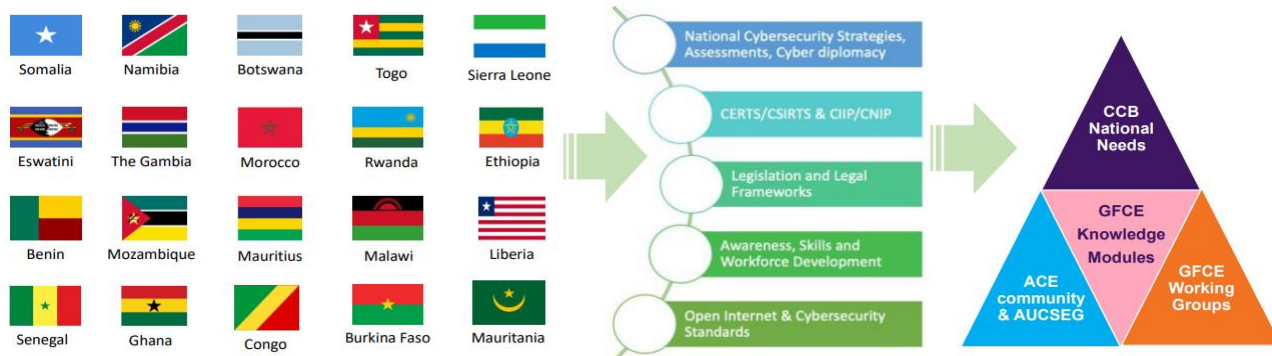 Somalia
Namibia
Botswana
Togo
Sierra Leone
Eswatini
The Gambia
Morocco
Rwanda
Ethiopia
Benin
Mozambique
Mauritius
Malawi
Liberia
Senegal
Ghana
Congo
Burkina Faso
Mauritania
National Cybersecurity Strategies,
Assessments, Cyber diplomacy
CERTS/CSIRTS & CIIP/CNIP
Legislation and Legal
Frameworks
Awareness, Skills and
Workforce Development
Open Internet & Cybersecurity
Standards
CCB
National
Needs
GFCE
Knowledge
Modules
ACE
community
& AUCSEG
GFCE
Working
Groups